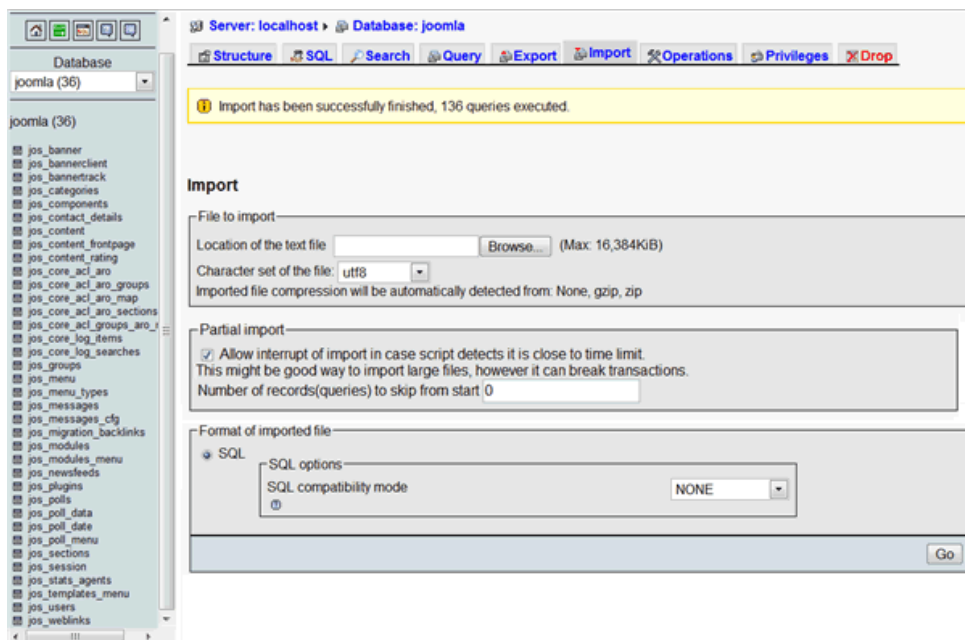 Database
joomla (36)
joomla (36)
jos_banner
jos_bannerclient
jos_bannertrack
jos_categories
jos_components
jos_contact_details
jos_content
jos_content_frontpage
jos_content_rating
jos_core_acl_aro
jos_core_acl_aro_groups
jos_core_acl_aro_map
jos_core_acl_aro_sections
jos_core_acl_groups_aro_
jos_core_log_items
jos_core_log_searches
jos_groups
jos_menu
jos_menu_types
jos_messages
jos_messages_cfg
jos_migration_backlinks
jos_modules
jos_modules_menu
jos_newsfeeds
jos_plugins
jos_polls
jos_poll_data
jos_poll_date
jos_poll_menu
jos_sections
jos_session
jos_stats_agents
jos_templates_menu
jos_users
jos_weblinks
Server: localhost Database: joomla
Structure SQL Search Query Export Import Operations Privileges Drop
Import has been successfully finished, 136 queries executed.
Import
File to import
Location of the text file Browse... (Max: 16,384KiB)
Character set of the file: utf8
Imported file compression will be automatically detected from: None, gzip, zip
Partial import
Allow interrupt of import in case script detects it is close to time limit.
This might be good way to import large files, however it can break transactions.
Number of records(queries) to skip from start 0
Format of imported file
SQL
SQL options
SQL compatibility mode NONE
Go